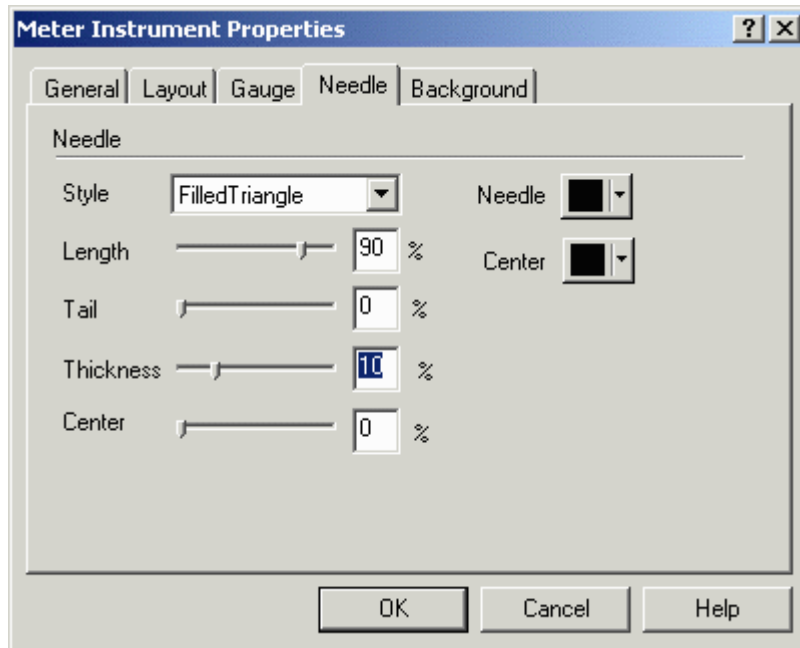 Meter Instrument Properties
General Layout Gauge Needle Background
Needle
Style FilledTriangle Needle
Length 90 %
Center
Tail 0 %
Thickness 10 %
Center 0 %
OK Cancel Help